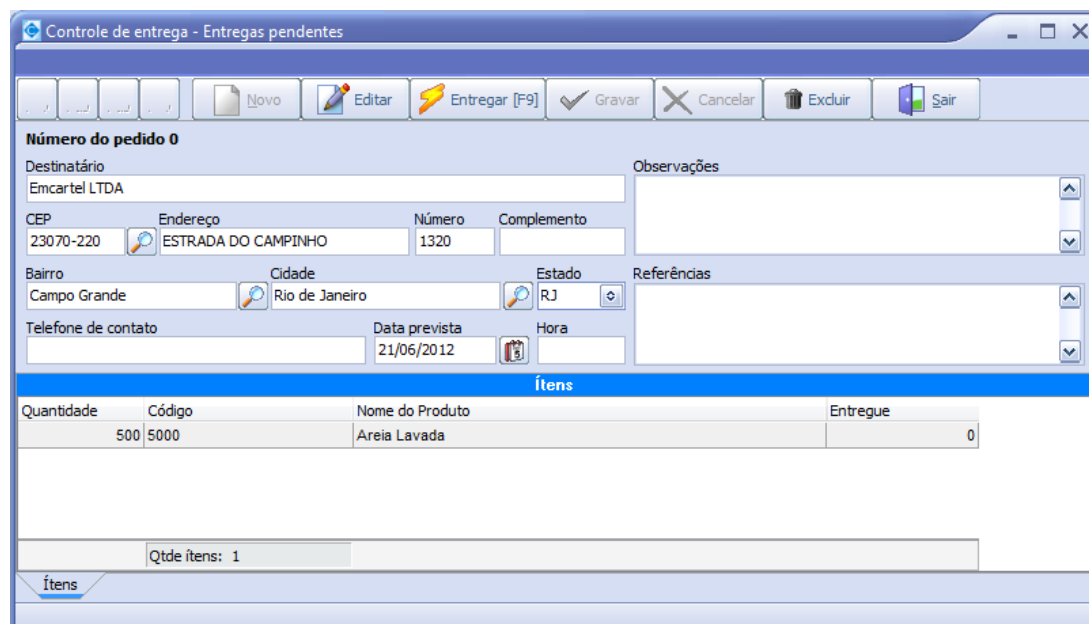 Controle de entrega - Entregas pendentes
Novo Editar Entregar [F9] Gravar Cancelar Excluir Sair
Número do pedido 0
Destinatário Observações
Emcartel LTDA
CEP Endereço Número Complemento
23070-220 ESTRADA DO CAMPINHO 1320
Bairro Cidade Estado Referências
Campo Grande Rio de Janeiro RJ
Telefone de contato Data prevista Hora
21/06/2012
Ítens
Quantidade Código Nome do Produto Entregue
500 5000 Areia Lavada 0
Qtde ítens: 1
Ítens